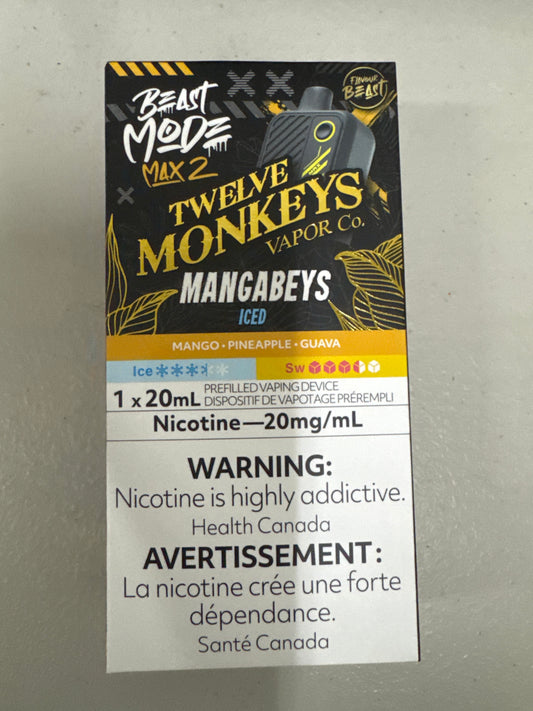 BEAST
MODE
MAX 2
FLAVOUR
BEAST
TWELVE
MONKEYS
VAPOR Co.
MANGABEYS
ICED
MANGO • PINEAPPLE • GUAVA
Ice Sw
1 x 20mL PREFILLED VAPING DEVICE
DISPOSITIF DE VAPOTAGE PRÉREMPLI
Nicotine—20mg/mL
WARNING:
Nicotine is highly addictive.
Health Canada
AVERTISSEMENT:
La nicotine crée une forte
dépendance.
Santé Canada